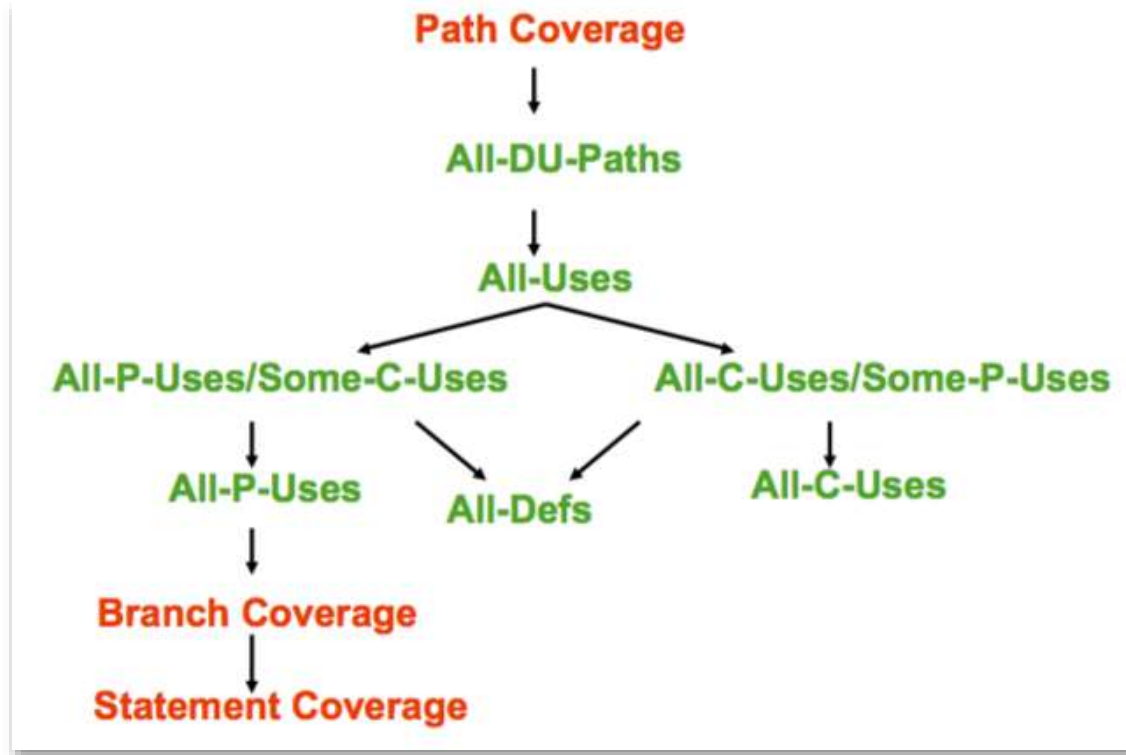 Path Coverage
All-DU-Paths
All-Uses
All-P-Uses/Some-C-Uses
All-C-Uses/Some-P-Uses
All-P-Uses
All-Defs
All-C-Uses
Branch Coverage
Statement Coverage